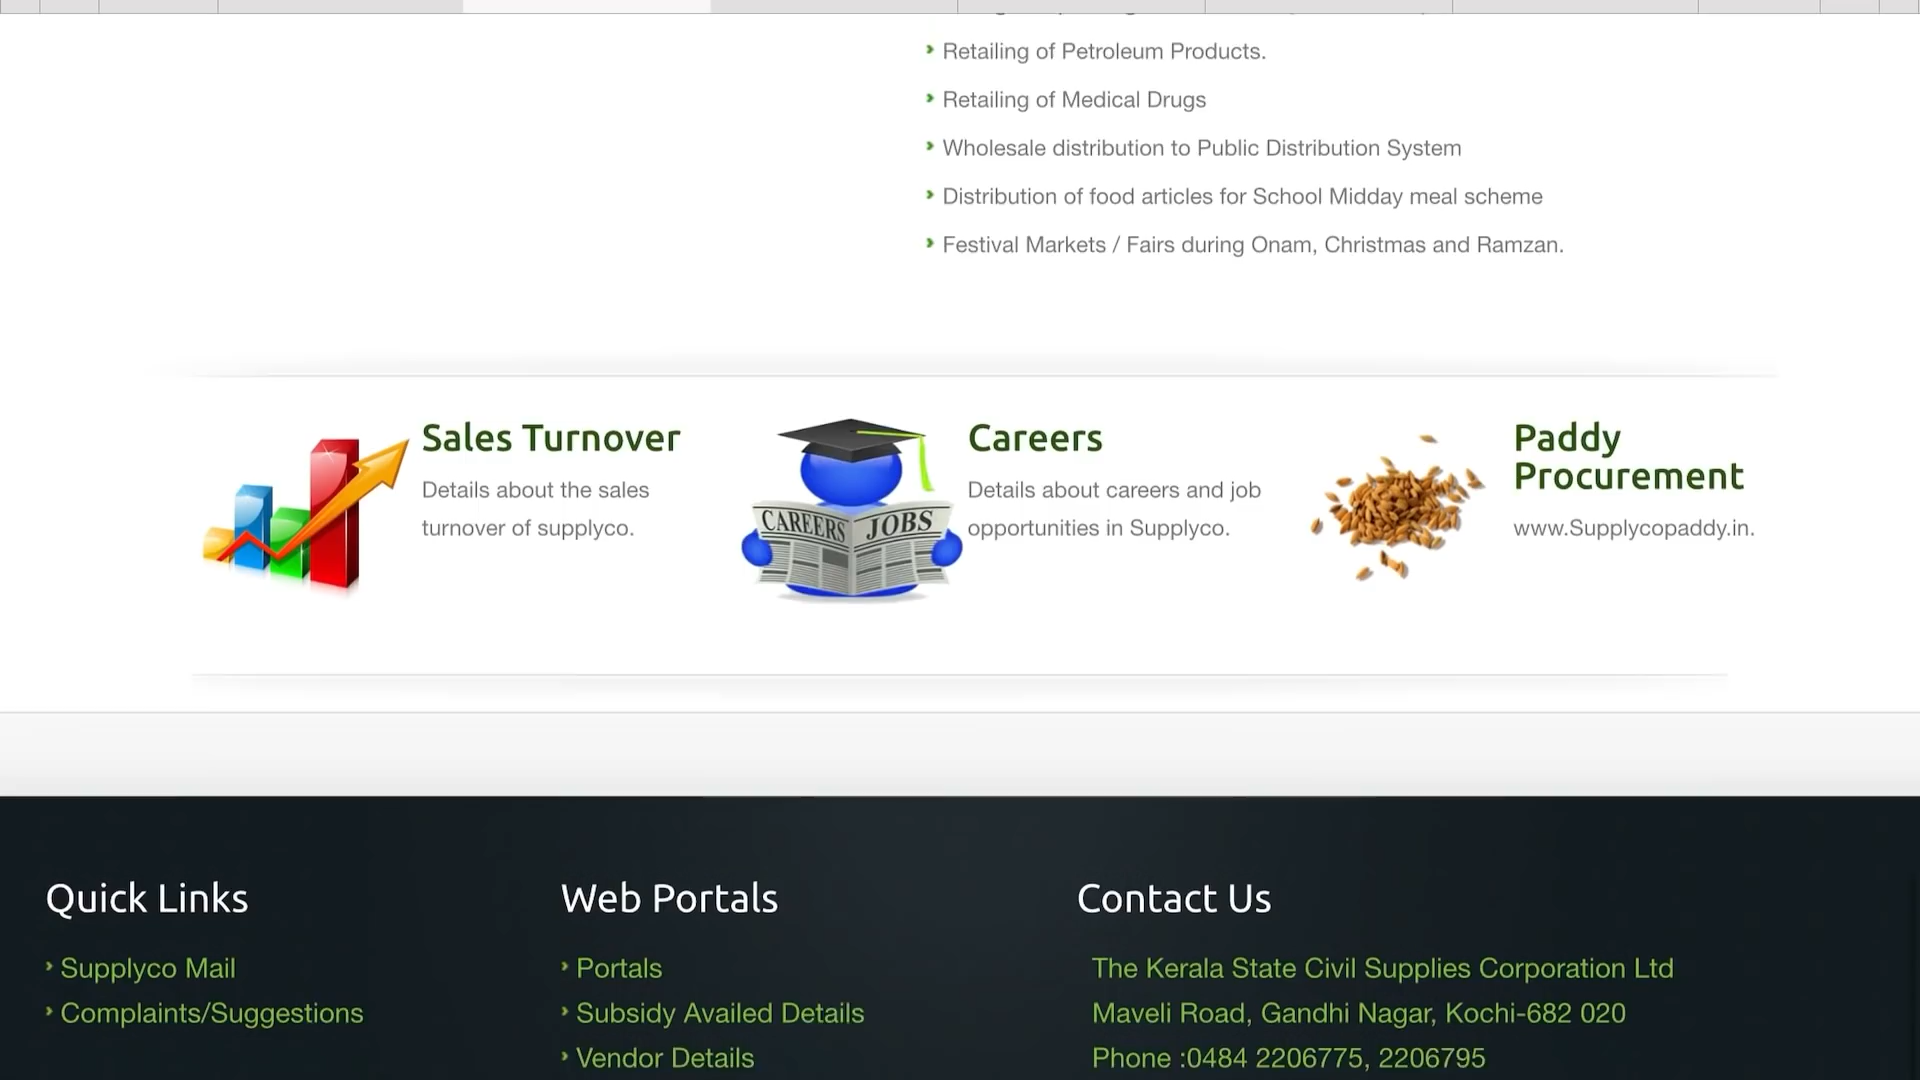 Retailing of Petroleum Products.
Retailing of Medical Drugs
Wholesale distribution to Public Distribution System
Distribution of food articles for School Midday meal scheme
Festival Markets / Fairs during Onam, Christmas and Ramzan.
Sales Turnover
Details about the sales
turnover of supplyco.
CAREERS JOBS
Careers
Details about careers and job
opportunities in Supplyco.
Paddy
Procurement
www.Supplycopaddy.in.
Quick Links
Supplyco Mail
Complaints/Suggestions
Web Portals
Portals
Subsidy Availed Details
Vendor Details
Contact Us
The Kerala State Civil Supplies Corporation Ltd
Maveli Road, Gandhi Nagar, Kochi-682 020
Phone :0484 2206775, 2206795